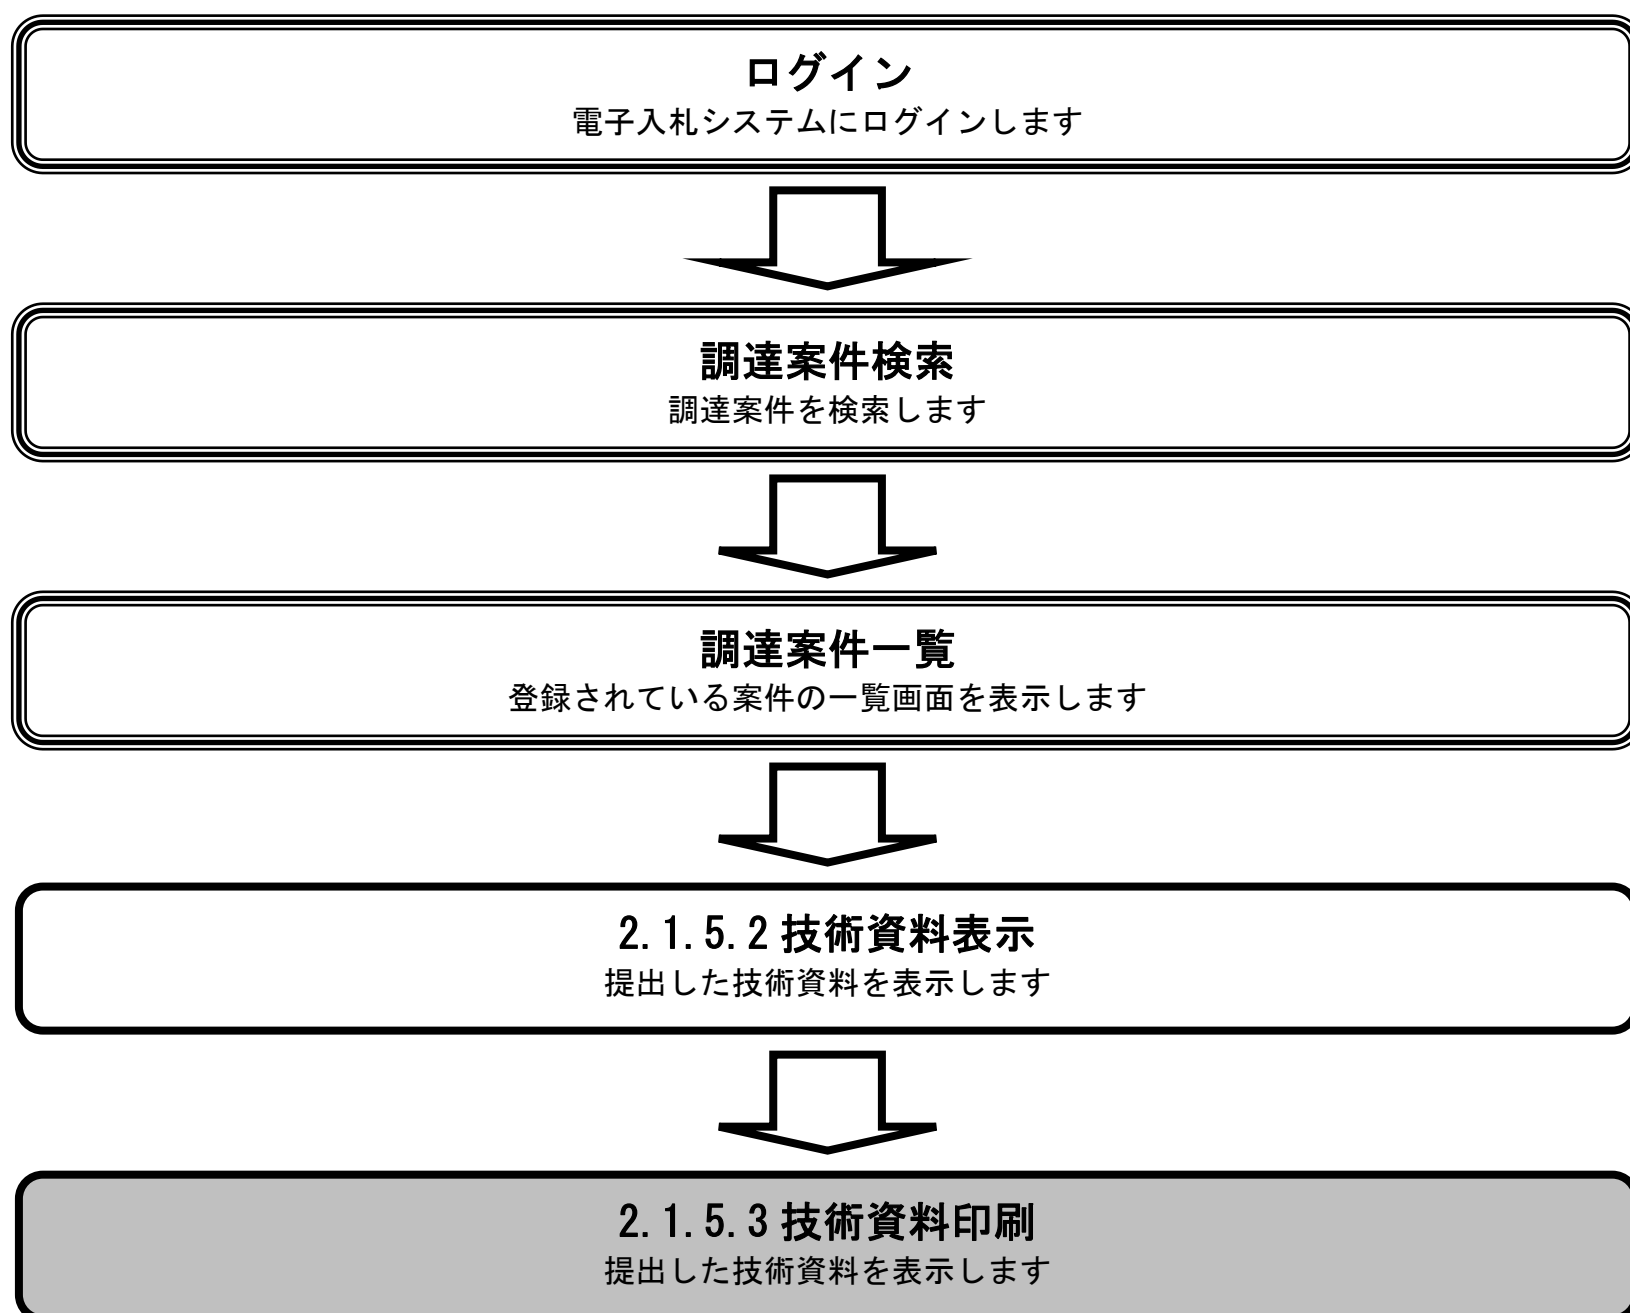 ログイン
電子入札システムにログインします
調達案件検索
調達案件を検索します
調達案件一覧
登録されている案件の一覧画面を表示します
2.1.5.2技術資料表示
提出した技術資料を表示します
2.1.5.3技術資料印刷
提出した技術資料を表示します